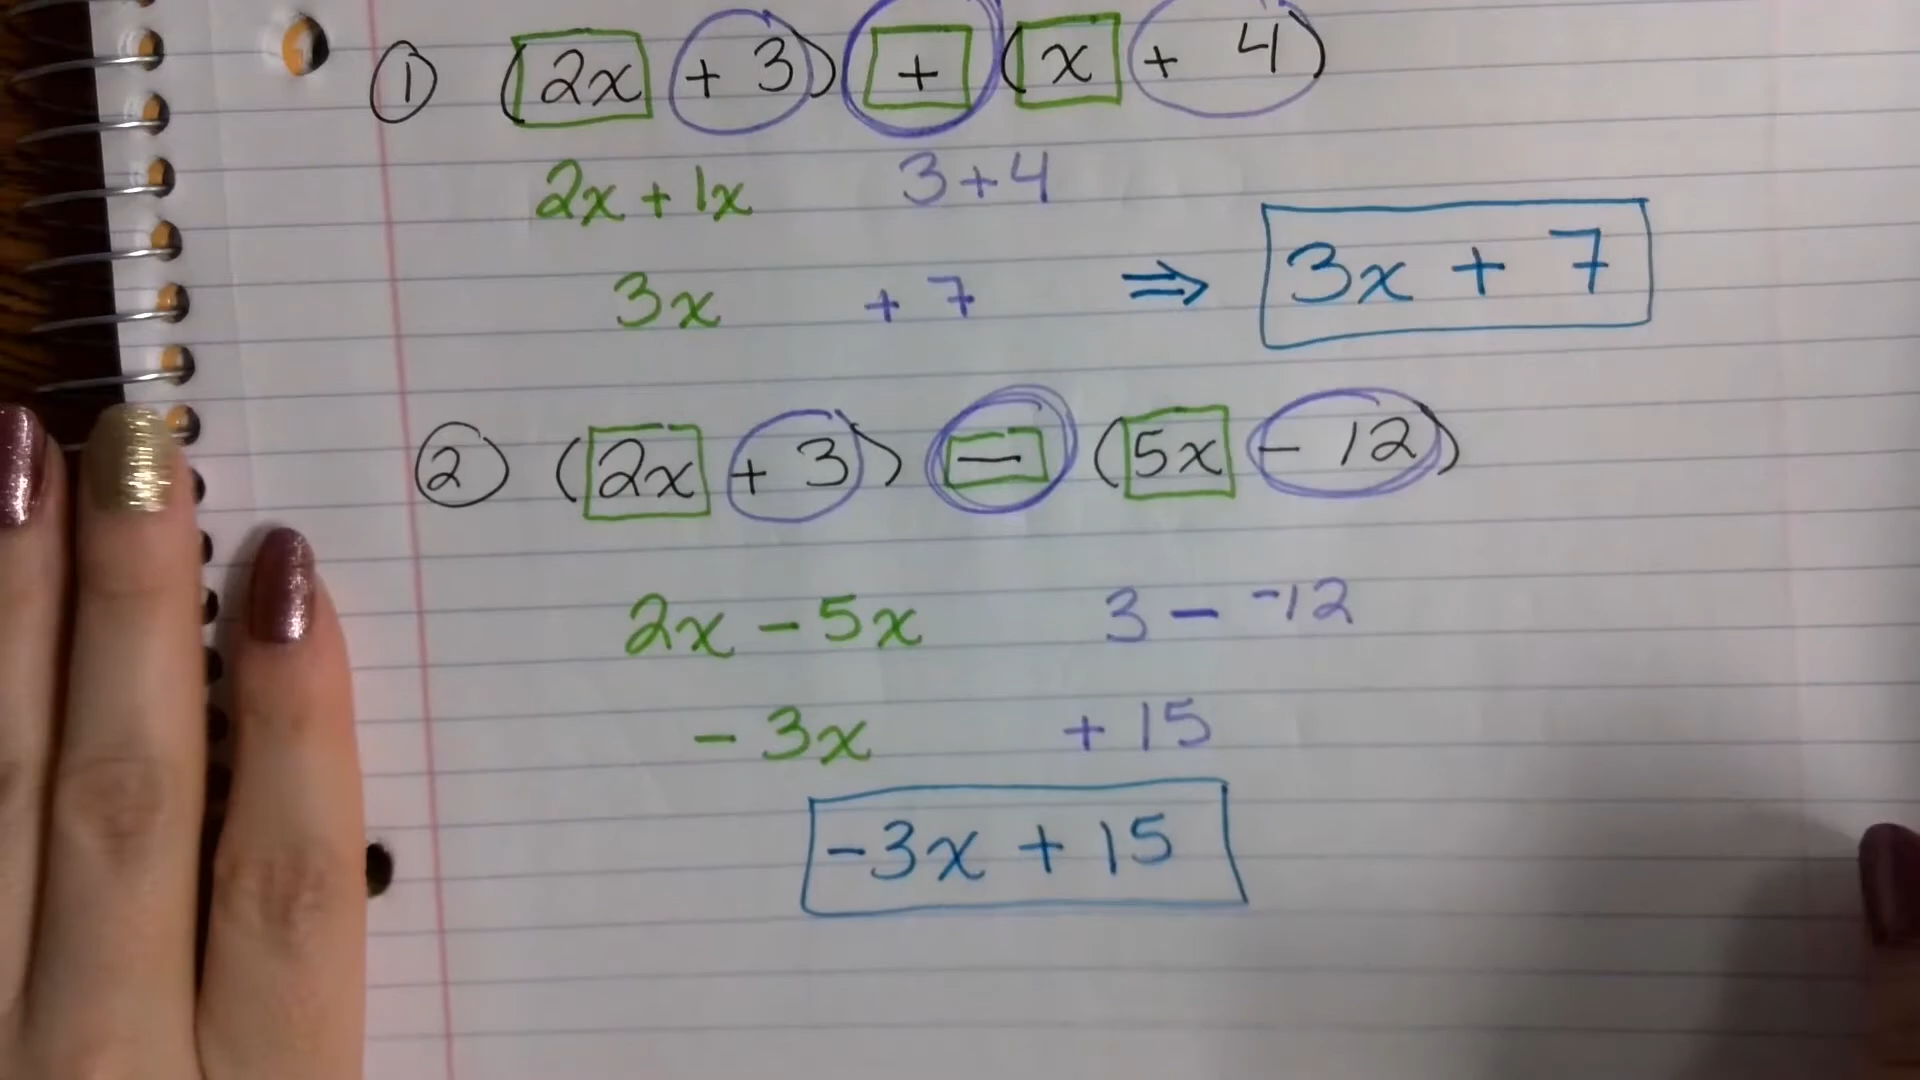 ① (2x + 3) + (x + 4)
2x + 1x 3 + 4
3x + 7 ⇒ 3x + 7
② (2x + 3) − (5x − 12)
2x − 5x 3 − ⁻12
− 3x + 15
-3x + 15